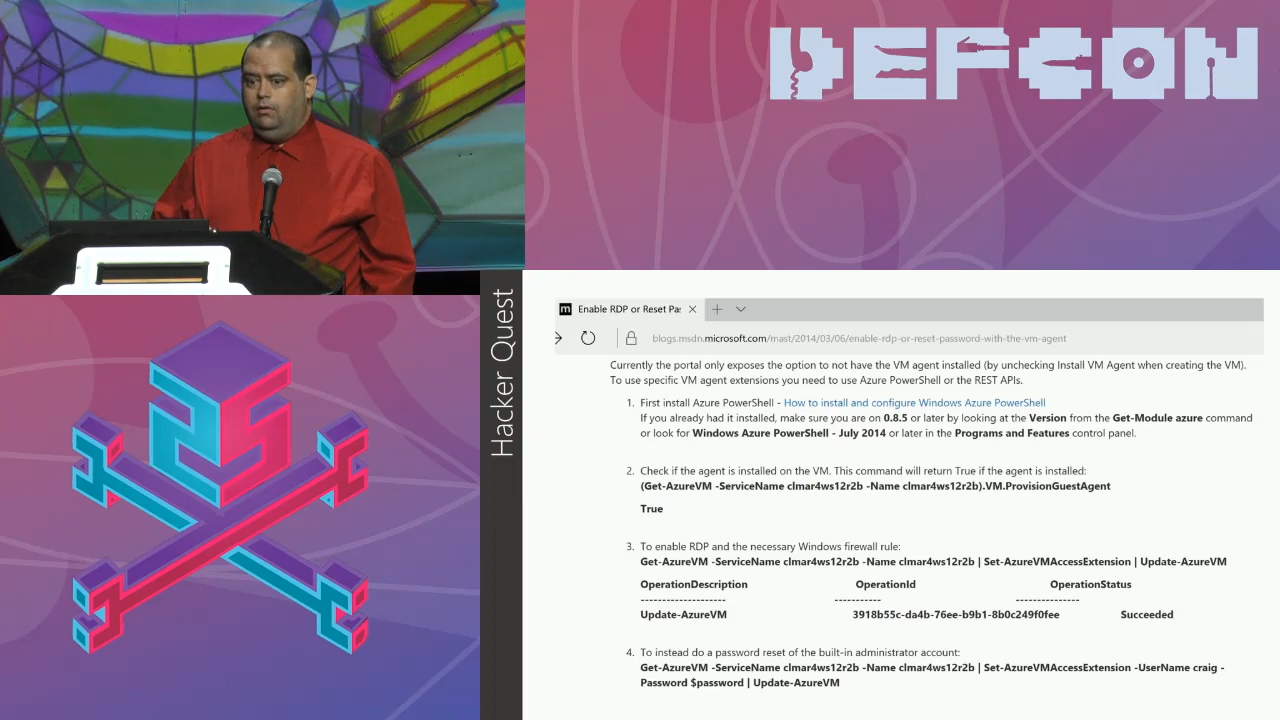 DEFCON
Hacker Quest
m Enable RDP or Reset Pa
blogs.msdn.microsoft.com/mast/2014/03/06/enable-rdp-or-reset-password-with-the-vm-agent
Currently the portal only exposes the option to not have the VM agent installed (by unchecking Install VM Agent when creating the VM).
To use specific VM agent extensions you need to use Azure PowerShell or the REST APIs.
1. First install Azure PowerShell - How to install and configure Windows Azure PowerShell
If you already had it installed, make sure you are on 0.8.5 or later by looking at the Version from the Get-Module azure command
or look for Windows Azure PowerShell - July 2014 or later in the Programs and Features control panel.
2. Check if the agent is installed on the VM. This command will return True if the agent is installed:
(Get-AzureVM -ServiceName clmar4ws12r2b -Name clmar4ws12r2b).VM.ProvisionGuestAgent
True
3. To enable RDP and the necessary Windows firewall rule:
Get-AzureVM -ServiceName clmar4ws12r2b -Name clmar4ws12r2b | Set-AzureVMAccessExtension | Update-AzureVM
OperationDescription OperationId OperationStatus
-------------------- ----------- ---------------
Update-AzureVM 3918b55c-da4b-76ee-b9b1-8b0c249f0fee Succeeded
4. To instead do a password reset of the built-in administrator account:
Get-AzureVM -ServiceName clmar4ws12r2b -Name clmar4ws12r2b | Set-AzureVMAccessExtension -UserName craig -
Password $password | Update-AzureVM